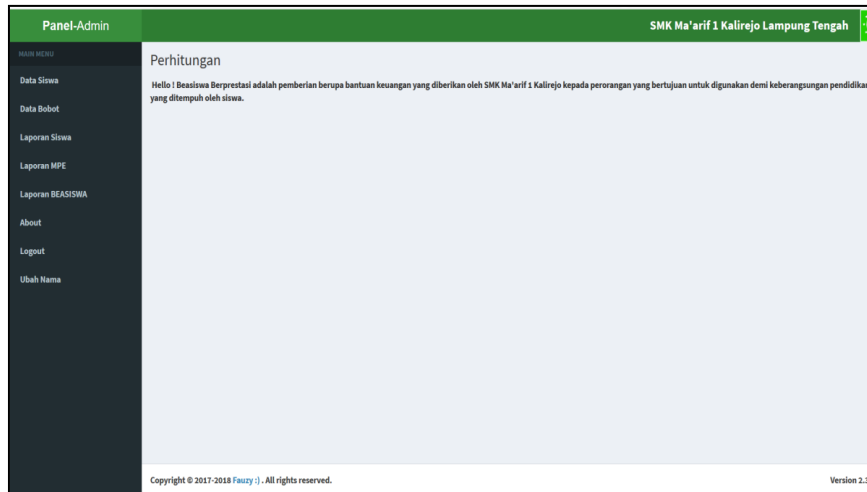 Panel-Admin
SMK Ma'arif 1 Kalirejo Lampung Tengah
MAIN MENU
Data Siswa
Data Bobot
Laporan Siswa
Laporan MPE
Laporan BEASISWA
About
Logout
Ubah Nama
Perhitungan
Hello ! Beasiswa Berprestasi adalah pemberian berupa bantuan keuangan yang diberikan oleh SMK Ma'arif 1 Kalirejo kepada perorangan yang bertujuan untuk digunakan demi keberangsungan pendidikan
yang ditempuh oleh siswa.
Copyright © 2017-2018 Fauzy :) . All rights reserved.
Version 2.3